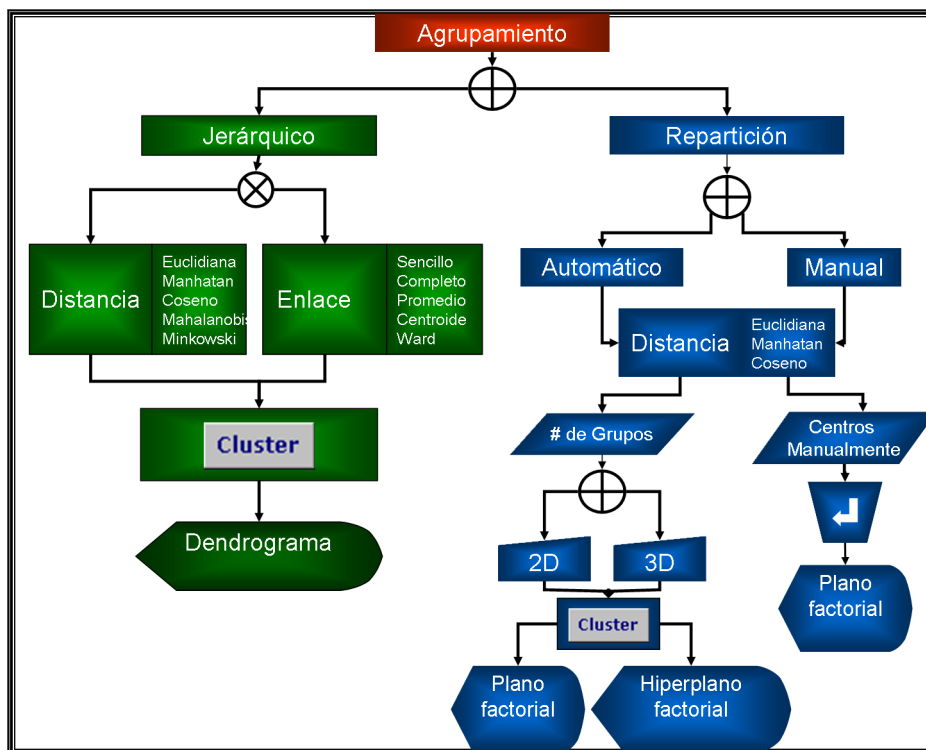 Agrupamiento
Jerárquico
Repartición
Distancia
Euclidiana
Manhatan
Coseno
Mahalanobis
Minkowski
Enlace
Sencillo
Completo
Promedio
Centroide
Ward
Automático
Manual
Distancia
Euclidiana
Manhatan
Coseno
Cluster
Dendrograma
# de Grupos
Centros
Manualmente
2D
3D
Cluster
Plano
factorial
Hiperplano
factorial
Plano
factorial